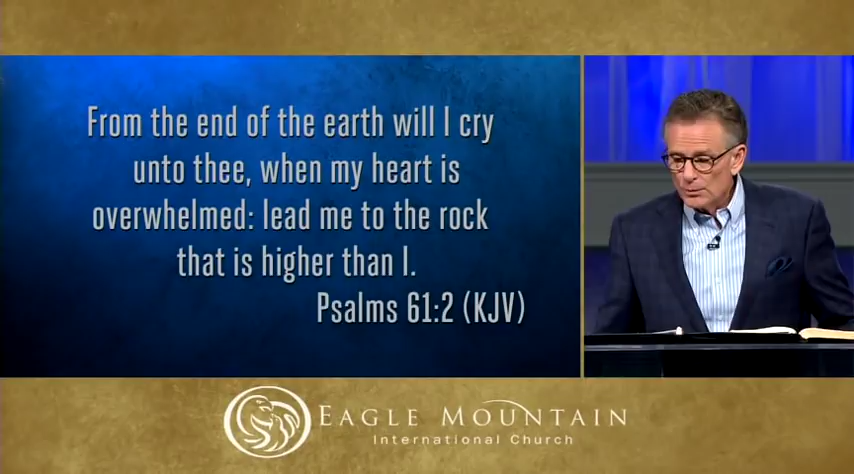 From the end of the earth will I cry
unto thee, when my heart is
overwhelmed: lead me to the rock
that is higher than I.
Psalms 61:2 (KJV)
EAGLE MOUNTAIN
International Church